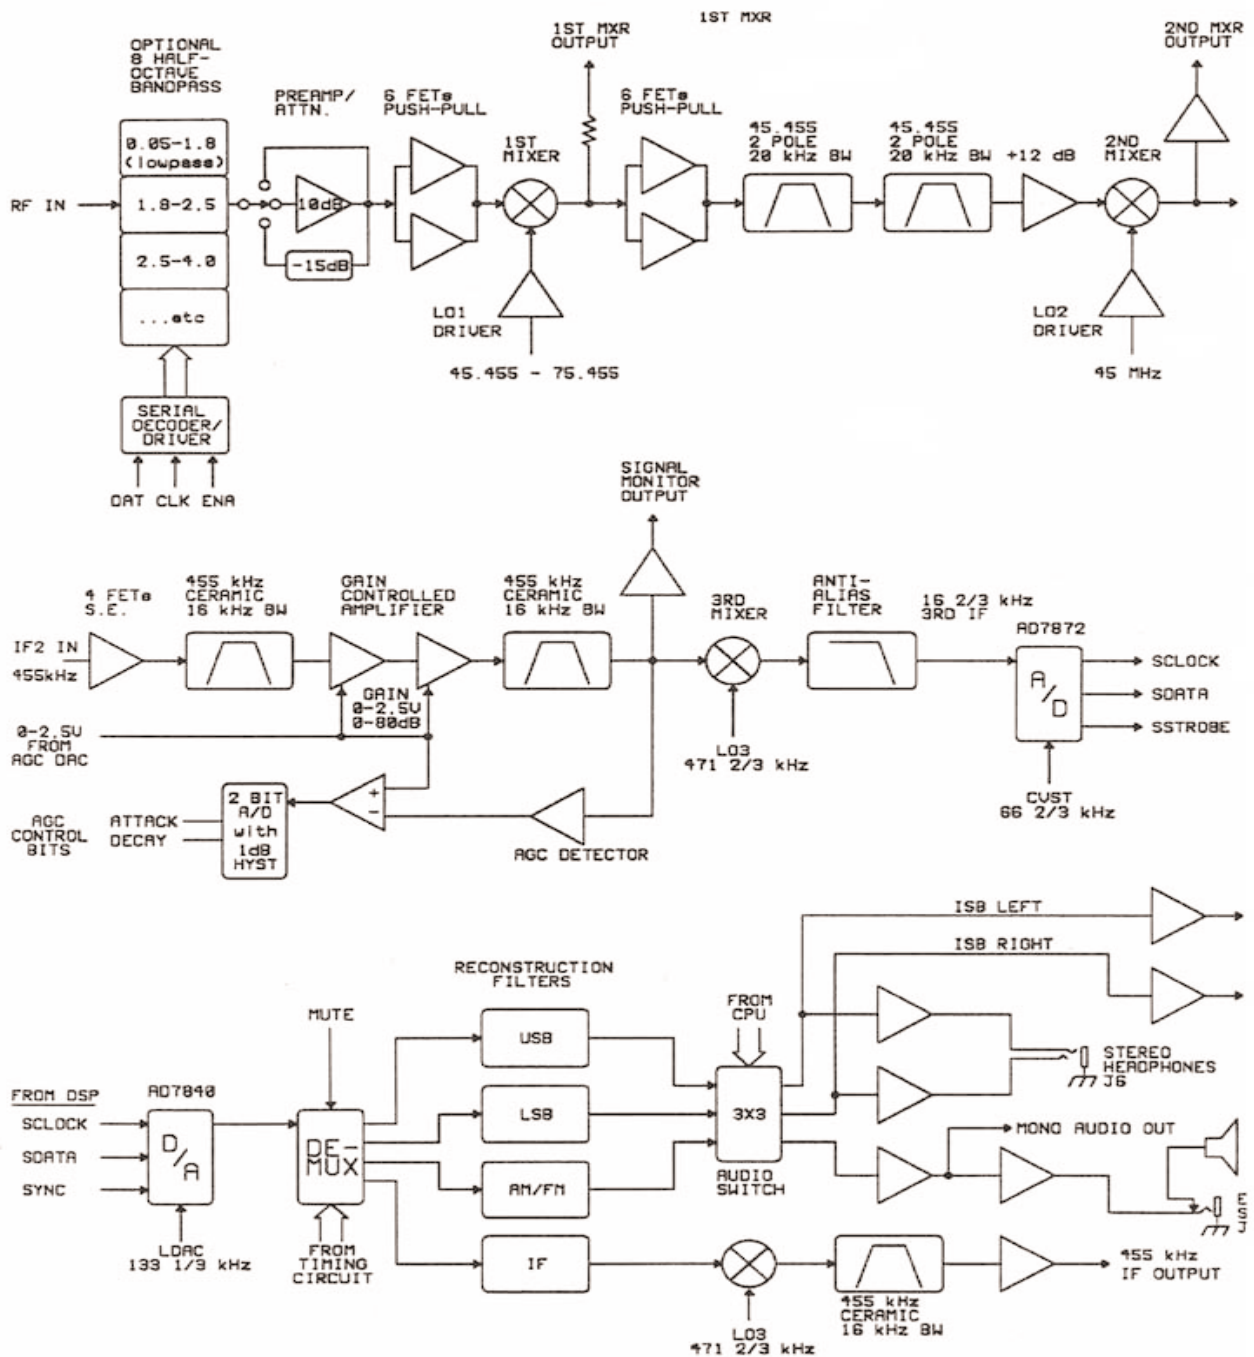 1ST MXR
OPTIONAL
8 HALF-
OCTAVE
BANDPASS
1ST MXR
OUTPUT
2ND MXR
OUTPUT
PREAMP/
ATTN.
6 FETs
PUSH-PULL
1ST
MIXER
6 FETs
PUSH-PULL
45.455
2 POLE
20 kHz BW
45.455
2 POLE
20 kHz BW
+12 dB
2ND
MIXER
RF IN
0.05-1.8
(lowpass)
1.8-2.5
2.5-4.0
...etc
10dB
-15dB
LO1
DRIVER
45.455 - 75.455
LO2
DRIVER
45 MHz
SERIAL
DECODER/
DRIVER
DAT CLK ENA
SIGNAL
MONITOR
OUTPUT
4 FETs
S.E.
455 kHz
CERAMIC
16 kHz BW
GAIN
CONTROLLED
AMPLIFIER
455 kHz
CERAMIC
16 kHz BW
3RD
MIXER
ANTI-
ALIAS
FILTER
16 2/3 kHz
3RD IF
AD7872
IF2 IN
455kHz
A/D
SCLOCK
SDATA
SSTROBE
GAIN
0-2.5V
0-80dB
0-2.5V
FROM
AGC DAC
LO3
471 2/3 kHz
CVST
66 2/3 kHz
AGC
CONTROL
BITS
ATTACK
DECAY
2 BIT
A/D
with
1dB
HYST
+
-
AGC DETECTOR
ISB LEFT
ISB RIGHT
RECONSTRUCTION
FILTERS
MUTE
FROM
CPU
USB
LSB
AM/FM
IF
3X3
AUDIO
SWITCH
STEREO
HEADPHONES
J6
MONO AUDIO OUT
FROM DSP
SCLOCK
SDATA
SYNC
AD7840
D/A
DE-
MUX
LDAC
133 1/3 kHz
FROM
TIMING
CIRCUIT
LO3
471 2/3 kHz
455 kHz
CERAMIC
16 kHz BW
455 kHz
IF OUTPUT
E
S
J